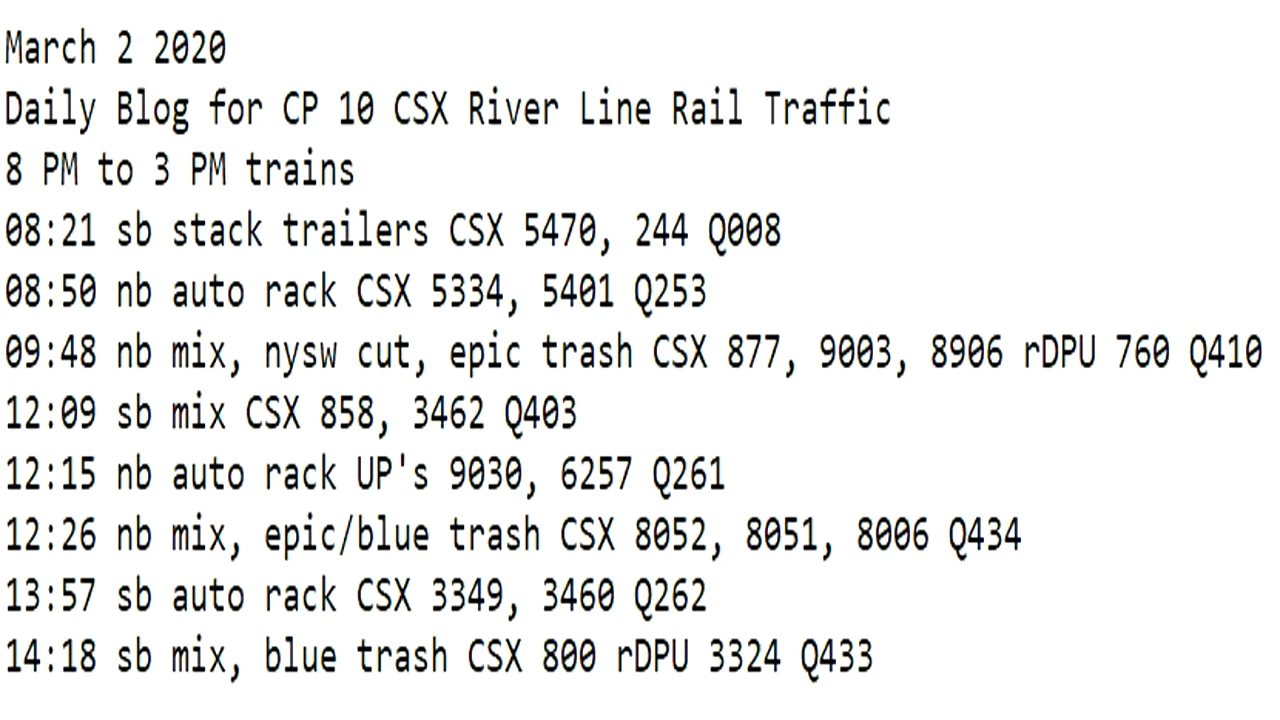 March 2 2020
Daily Blog for CP 10 CSX River Line Rail Traffic
8 PM to 3 PM trains
08:21 sb stack trailers CSX 5470, 244 Q008
08:50 nb auto rack CSX 5334, 5401 Q253
09:48 nb mix, nysw cut, epic trash CSX 877, 9003, 8906 rDPU 760 Q410
12:09 sb mix CSX 858, 3462 Q403
12:15 nb auto rack UP's 9030, 6257 Q261
12:26 nb mix, epic/blue trash CSX 8052, 8051, 8006 Q434
13:57 sb auto rack CSX 3349, 3460 Q262
14:18 sb mix, blue trash CSX 800 rDPU 3324 Q433